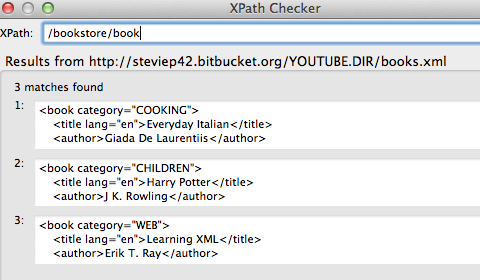 XPath Checker
XPath: /bookstore/book
Results from http://steviep42.bitbucket.org/YOUTUBE.DIR/books.xml
3 matches found
1: <book category="COOKING">
<title lang="en">Everyday Italian</title>
<author>Giada De Laurentiis</author>
2: <book category="CHILDREN">
<title lang="en">Harry Potter</title>
<author>J K. Rowling</author>
3: <book category="WEB">
<title lang="en">Learning XML</title>
<author>Erik T. Ray</author>